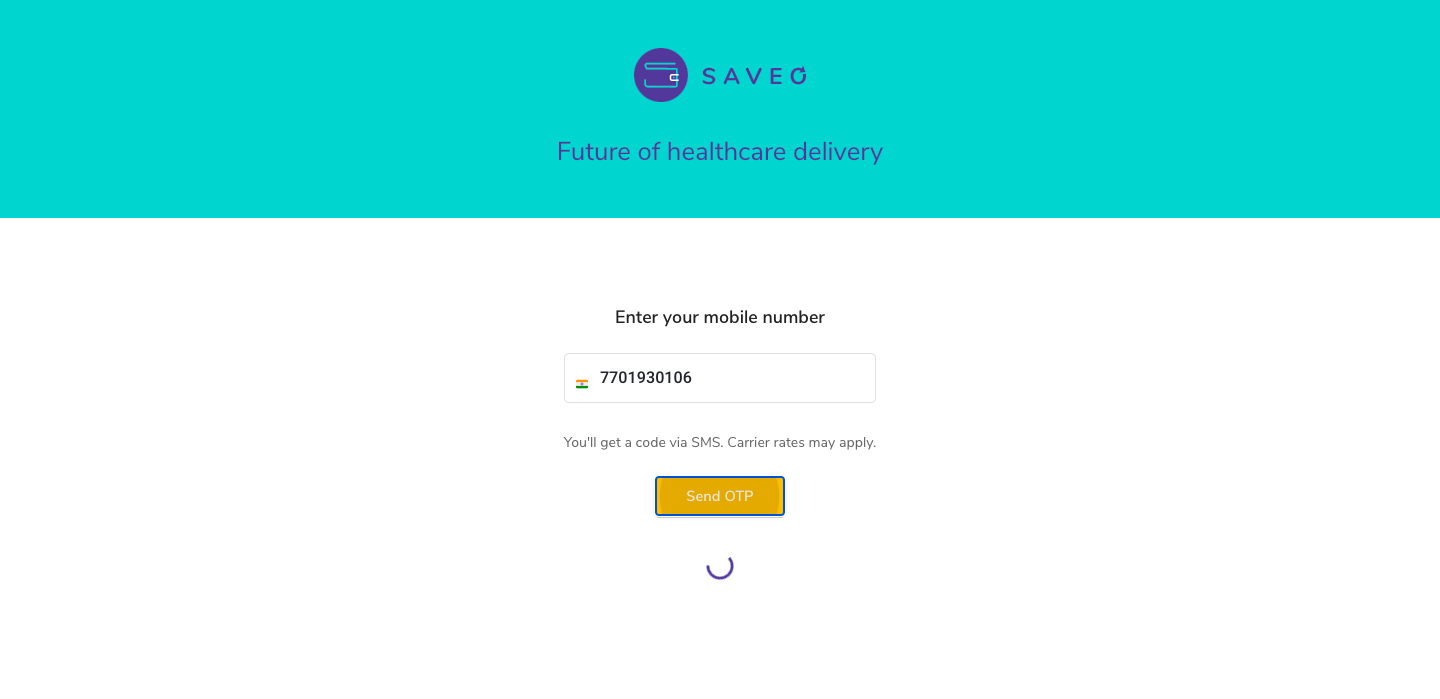 SAVEO
Future of healthcare delivery
Enter your mobile number
7701930106
You'll get a code via SMS. Carrier rates may apply.
Send OTP